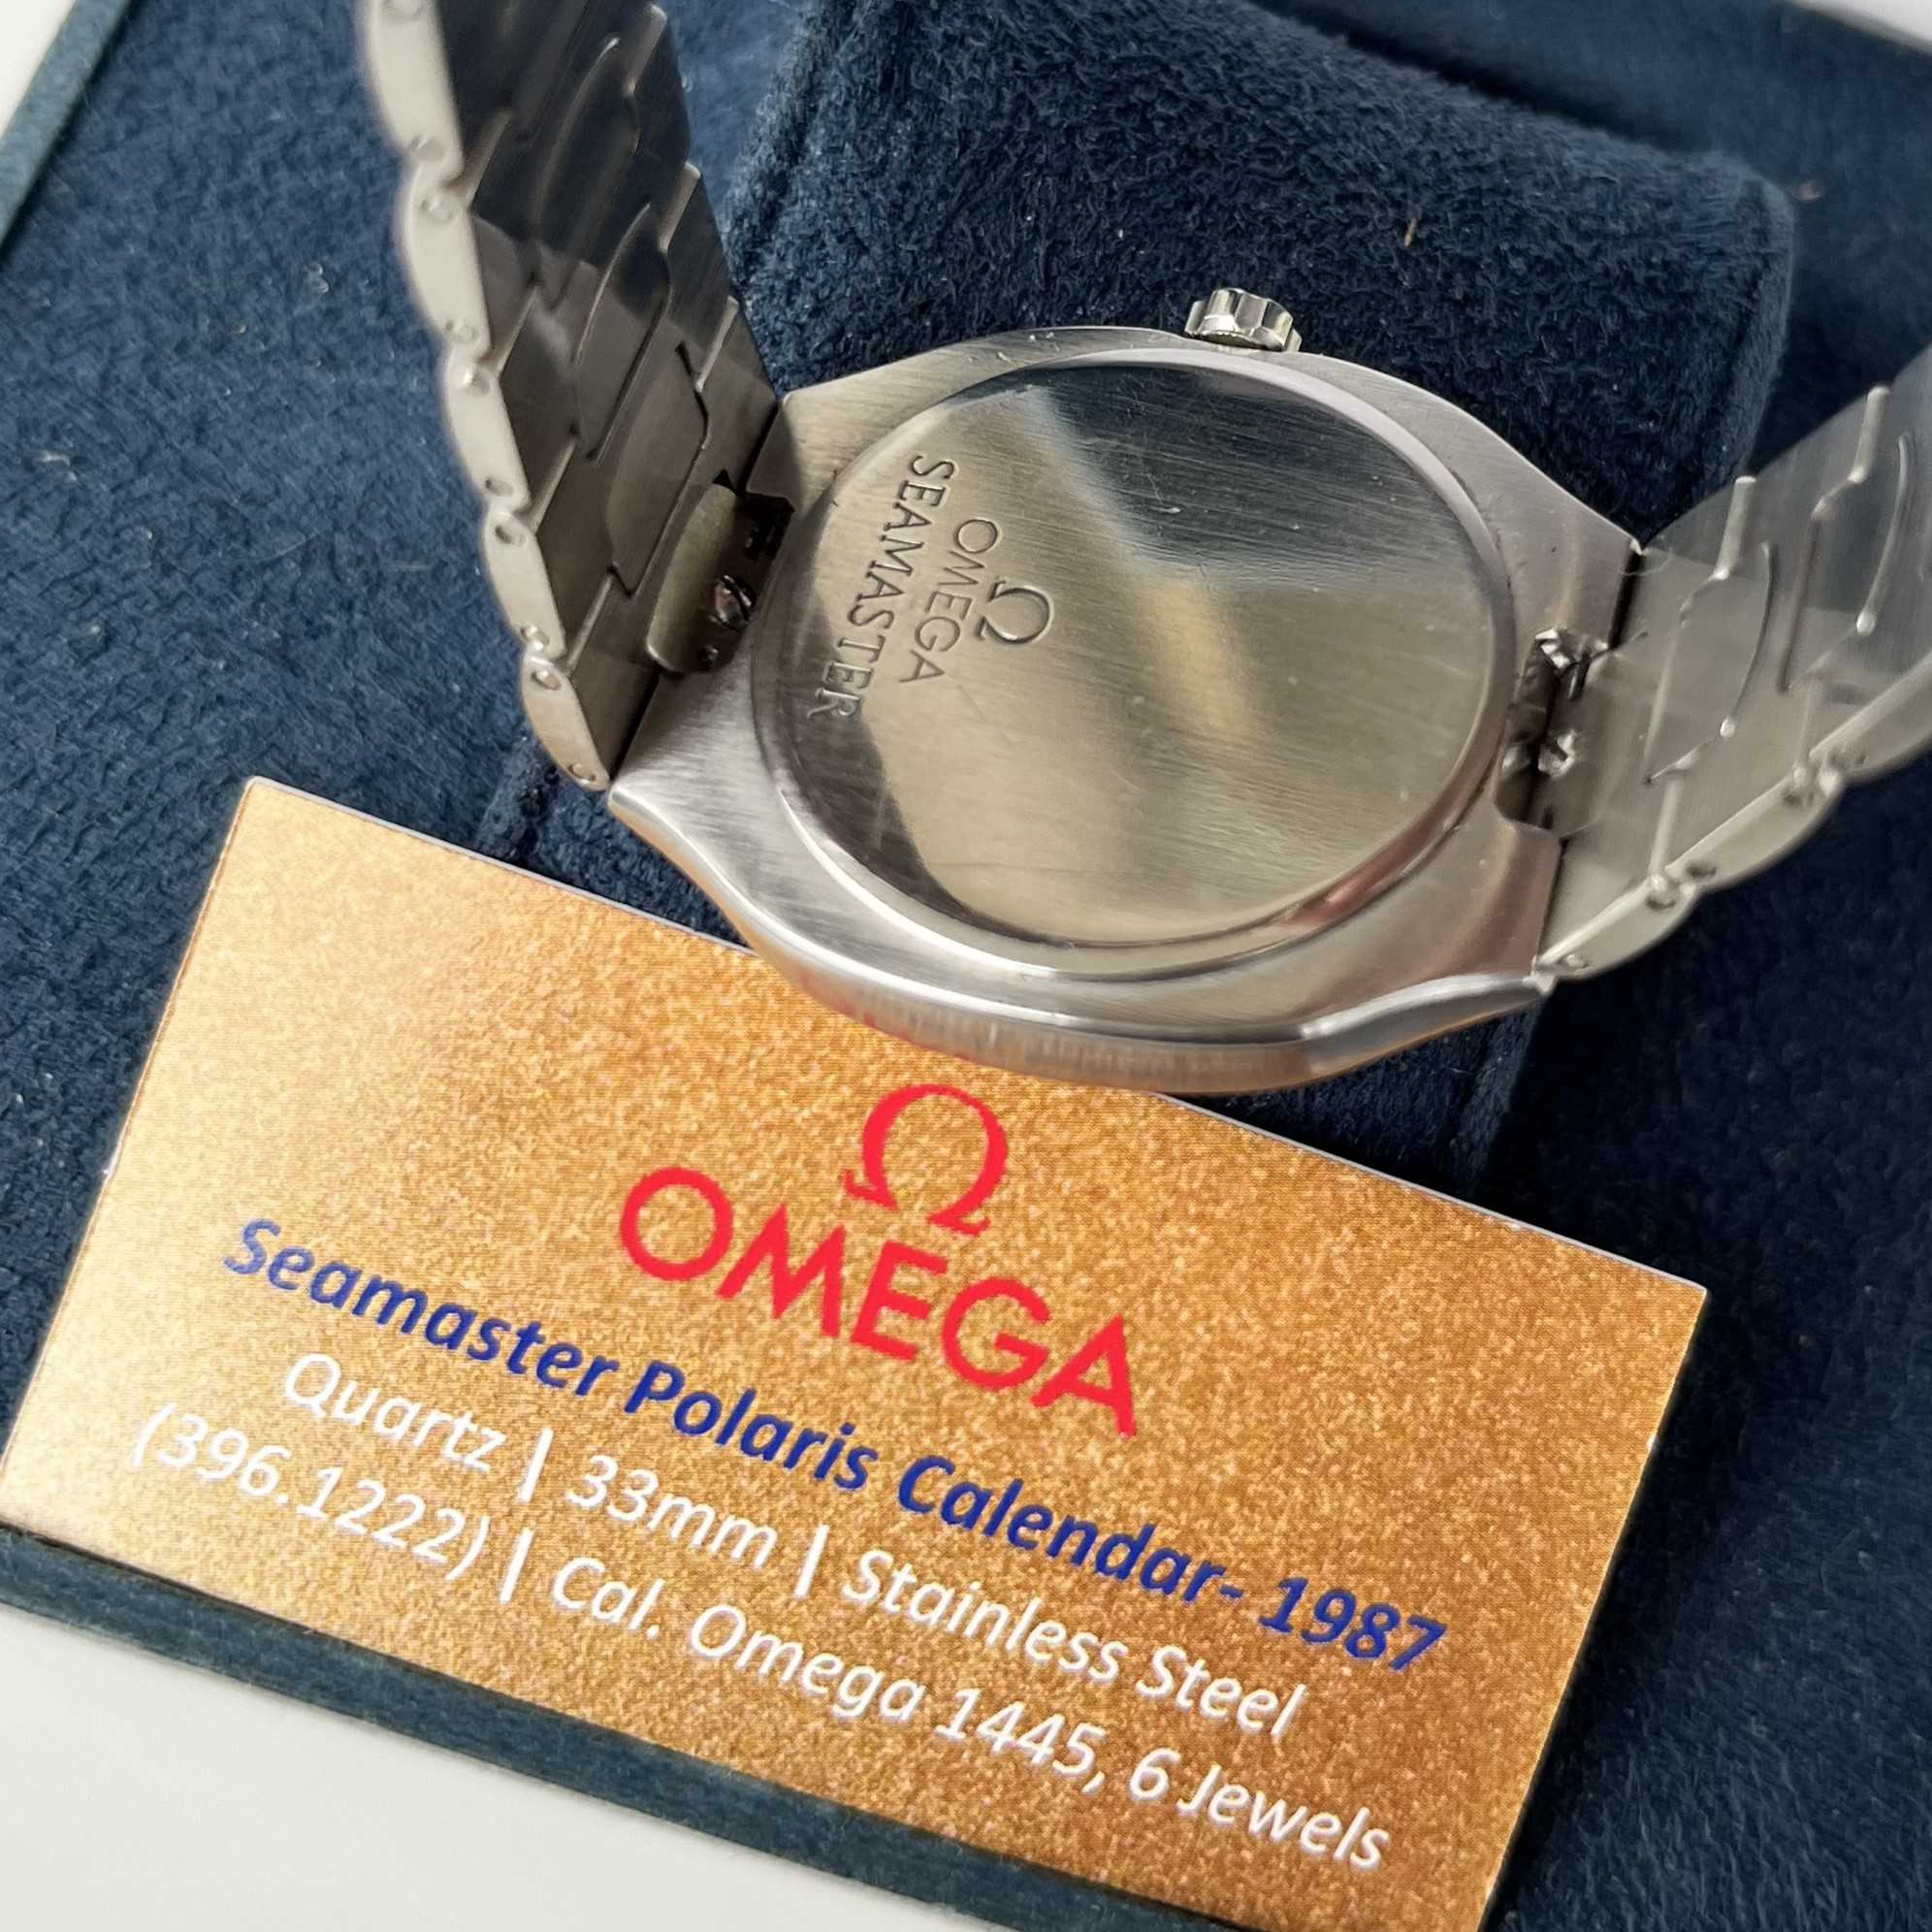 Ω
OMEGA
SEAMASTER
Ω
OMEGA
Seamaster Polaris Calendar- 1987
Quartz | 33mm | Stainless Steel
(396.1222) | Cal. Omega 1445, 6 Jewels